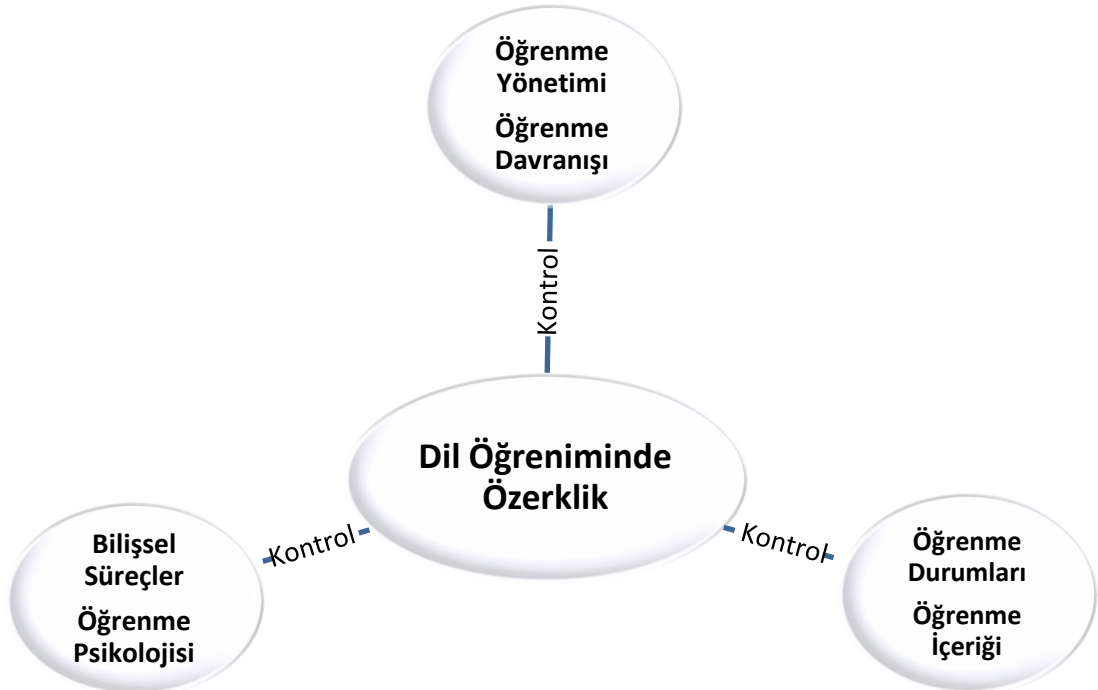 Öğrenme
Yönetimi
Öğrenme
Davranışı
Kontrol
Dil Öğreniminde
Özerklik
Kontrol
Kontrol
Bilişsel
Süreçler
Öğrenme
Psikolojisi
Öğrenme
Durumları
Öğrenme
İçeriği